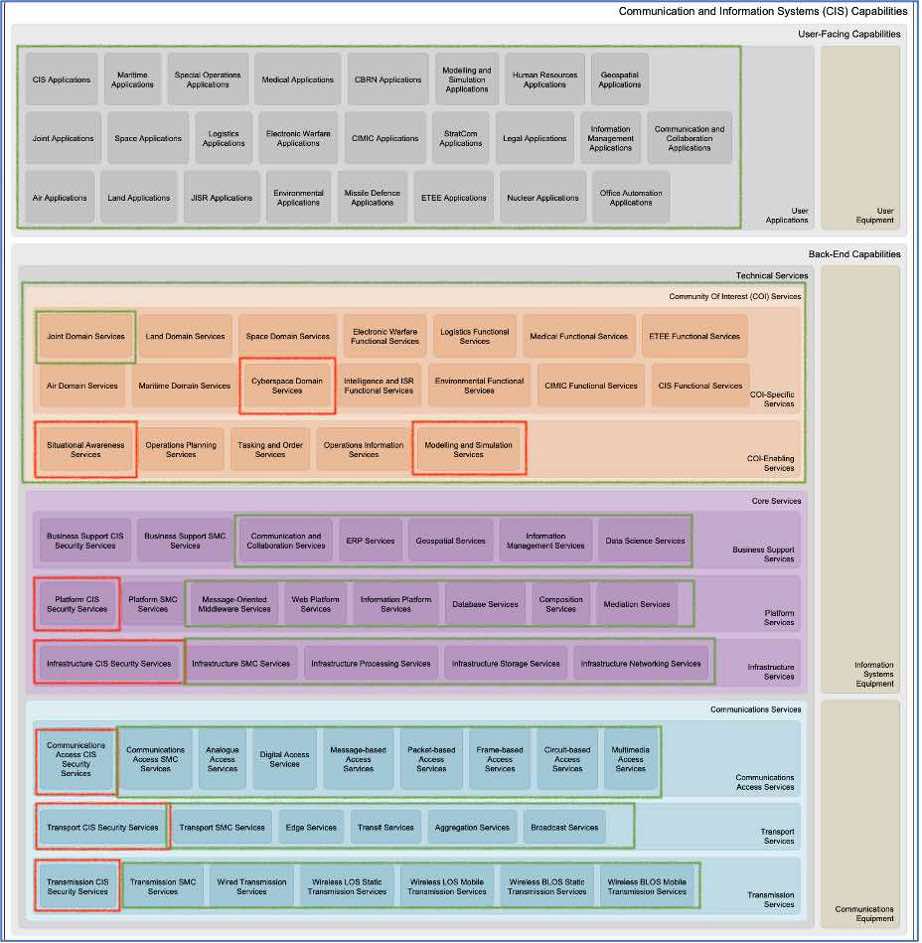 Communication and Information Systems (CIS) Capabilities
User-Facing Capabilities
CIS Applications
Maritime
Applications
Special Operations
Applications
Medical Applications
CBRN Applications
Modelling and
Simulation
Applications
Human Resources
Applications
Geospatial
Applications
Joint Applications
Space Applications
Logistics
Applications
Electronic Warfare
Applications
CIMIC Applications
StratCom
Applications
Legal Applications
Information
Management
Applications
Communication and
Collaboration
Applications
Air Applications
Land Applications
JISR Applications
Environmental
Applications
Missile Defence
Applications
ETEE Applications
Nuclear Applications
Office Automation
Applications
User
Applications
User
Equipment
Back-End Capabilities
Technical Services
Community Of Interest (COI) Services
Joint Domain Services
Land Domain Services
Space Domain Services
Electronic Warfare
Functional Services
Logistics Functional
Services
Medical Functional Services
ETEE Functional Services
Air Domain Services
Maritime Domain Services
Cyberspace Domain
Services
Intelligence and ISR
Functional Services
Environmental Functional
Services
CIMIC Functional Services
CIS Functional Services
COI-Specific
Services
Situational Awareness
Services
Operations Planning
Services
Tasking and Order
Services
Operations Information
Services
Modelling and Simulation
Services
COI-Enabling
Services
Core Services
Business Support CIS
Security Services
Business Support SMC
Services
Communication and
Collaboration Services
ERP Services
Geospatial Services
Information
Management Services
Data Science Services
Business Support
Services
Platform CIS
Security Services
Platform SMC
Services
Message-Oriented
Middleware Services
Web Platform
Services
Information Platform
Services
Database Services
Composition
Services
Mediation Services
Platform
Services
Infrastructure CIS Security Services
Infrastructure SMC Services
Infrastructure Processing Services
Infrastructure Storage Services
Infrastructure Networking Services
Infrastructure
Services
Information
Systems
Equipment
Communications Services
Communications
Access CIS
Security
Services
Communications
Access SMC
Services
Analogue
Access
Services
Digital Access
Services
Message-based
Access
Services
Packet-based
Access
Services
Frame-based
Access
Services
Circuit-based
Access
Services
Multimedia
Access
Services
Communications
Access Services
Transport CIS Security Services
Transport SMC Services
Edge Services
Transit Services
Aggregation Services
Broadcast Services
Transport
Services
Transmission CIS
Security Services
Transmission SMC
Services
Wired Transmission
Services
Wireless LOS Static
Transmission Services
Wireless LOS Mobile
Transmission Services
Wireless BLOS Static
Transmission Services
Wireless BLOS Mobile
Transmission Services
Transmission
Services
Communications
Equipment